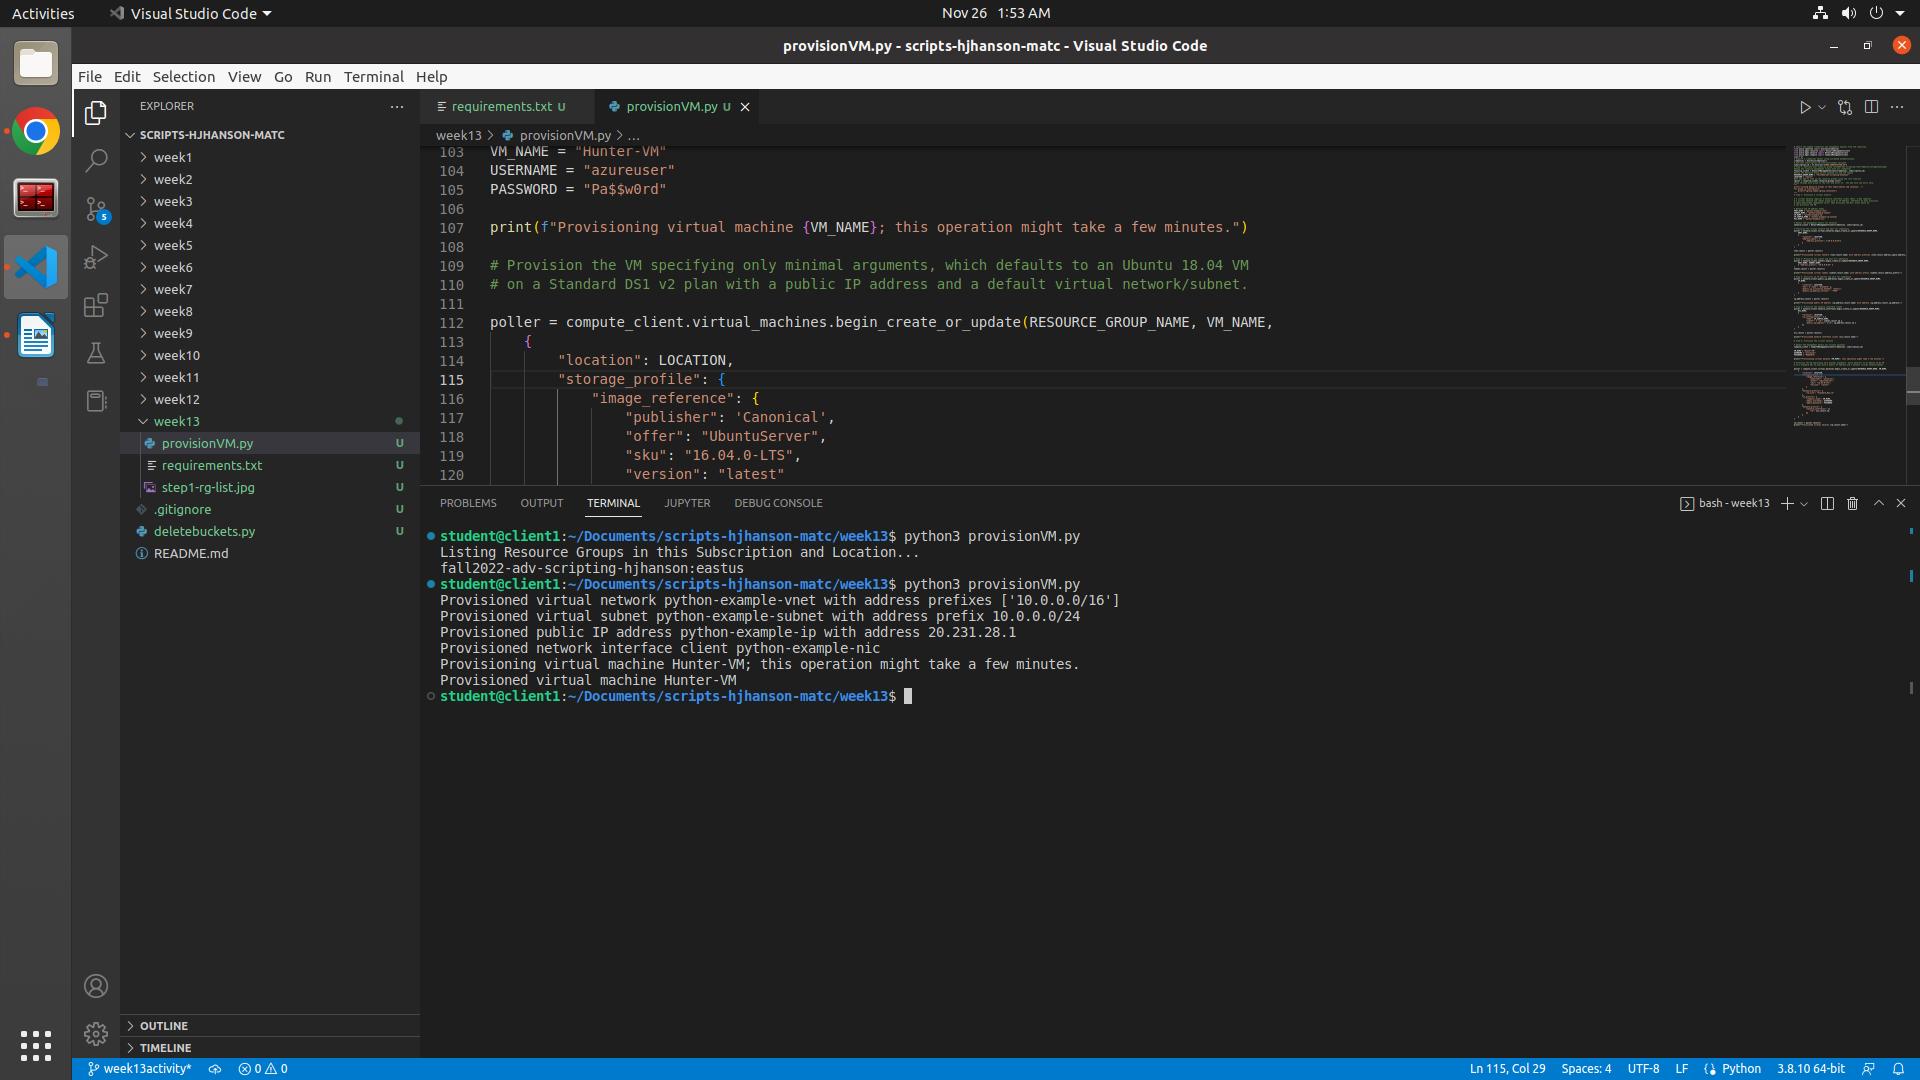 Activities
Visual Studio Code
Nov 26 1:53 AM
provisionVM.py - scripts-hjhanson-matc - Visual Studio Code
File Edit Selection View Go Run Terminal Help
EXPLORER
SCRIPTS-HJHANSON-MATC
week1
week2
week3
week4
week5
week6
week7
week8
week9
week10
week11
week12
week13
provisionVM.py U
requirements.txt U
step1-rg-list.jpg U
.gitignore U
deletebuckets.py U
README.md
OUTLINE
TIMELINE
5
requirements.txt U
provisionVM.py U
week13 > provisionVM.py > ...
103 VM_NAME = "Hunter-VM"
104 USERNAME = "azureuser"
105 PASSWORD = "Pa$$w0rd"
106
107 print(f"Provisioning virtual machine {VM_NAME}; this operation might take a few minutes.")
108
109 # Provision the VM specifying only minimal arguments, which defaults to an Ubuntu 18.04 VM
110 # on a Standard DS1 v2 plan with a public IP address and a default virtual network/subnet.
111
112 poller = compute_client.virtual_machines.begin_create_or_update(RESOURCE_GROUP_NAME, VM_NAME,
113 {
114 "location": LOCATION,
115 "storage_profile": {
116 "image_reference": {
117 "publisher": 'Canonical',
118 "offer": "UbuntuServer",
119 "sku": "16.04.0-LTS",
120 "version": "latest"
PROBLEMS OUTPUT TERMINAL JUPYTER DEBUG CONSOLE
bash - week13
student@client1:~/Documents/scripts-hjhanson-matc/week13$ python3 provisionVM.py
Listing Resource Groups in this Subscription and Location...
fall2022-adv-scripting-hjhanson:eastus
student@client1:~/Documents/scripts-hjhanson-matc/week13$ python3 provisionVM.py
Provisioned virtual network python-example-vnet with address prefixes ['10.0.0.0/16']
Provisioned virtual subnet python-example-subnet with address prefix 10.0.0.0/24
Provisioned public IP address python-example-ip with address 20.231.28.1
Provisioned network interface client python-example-nic
Provisioning virtual machine Hunter-VM; this operation might take a few minutes.
Provisioned virtual machine Hunter-VM
student@client1:~/Documents/scripts-hjhanson-matc/week13$
week13activity*
0 0
Ln 115, Col 29
Spaces: 4
UTF-8
LF
Python
3.8.10 64-bit